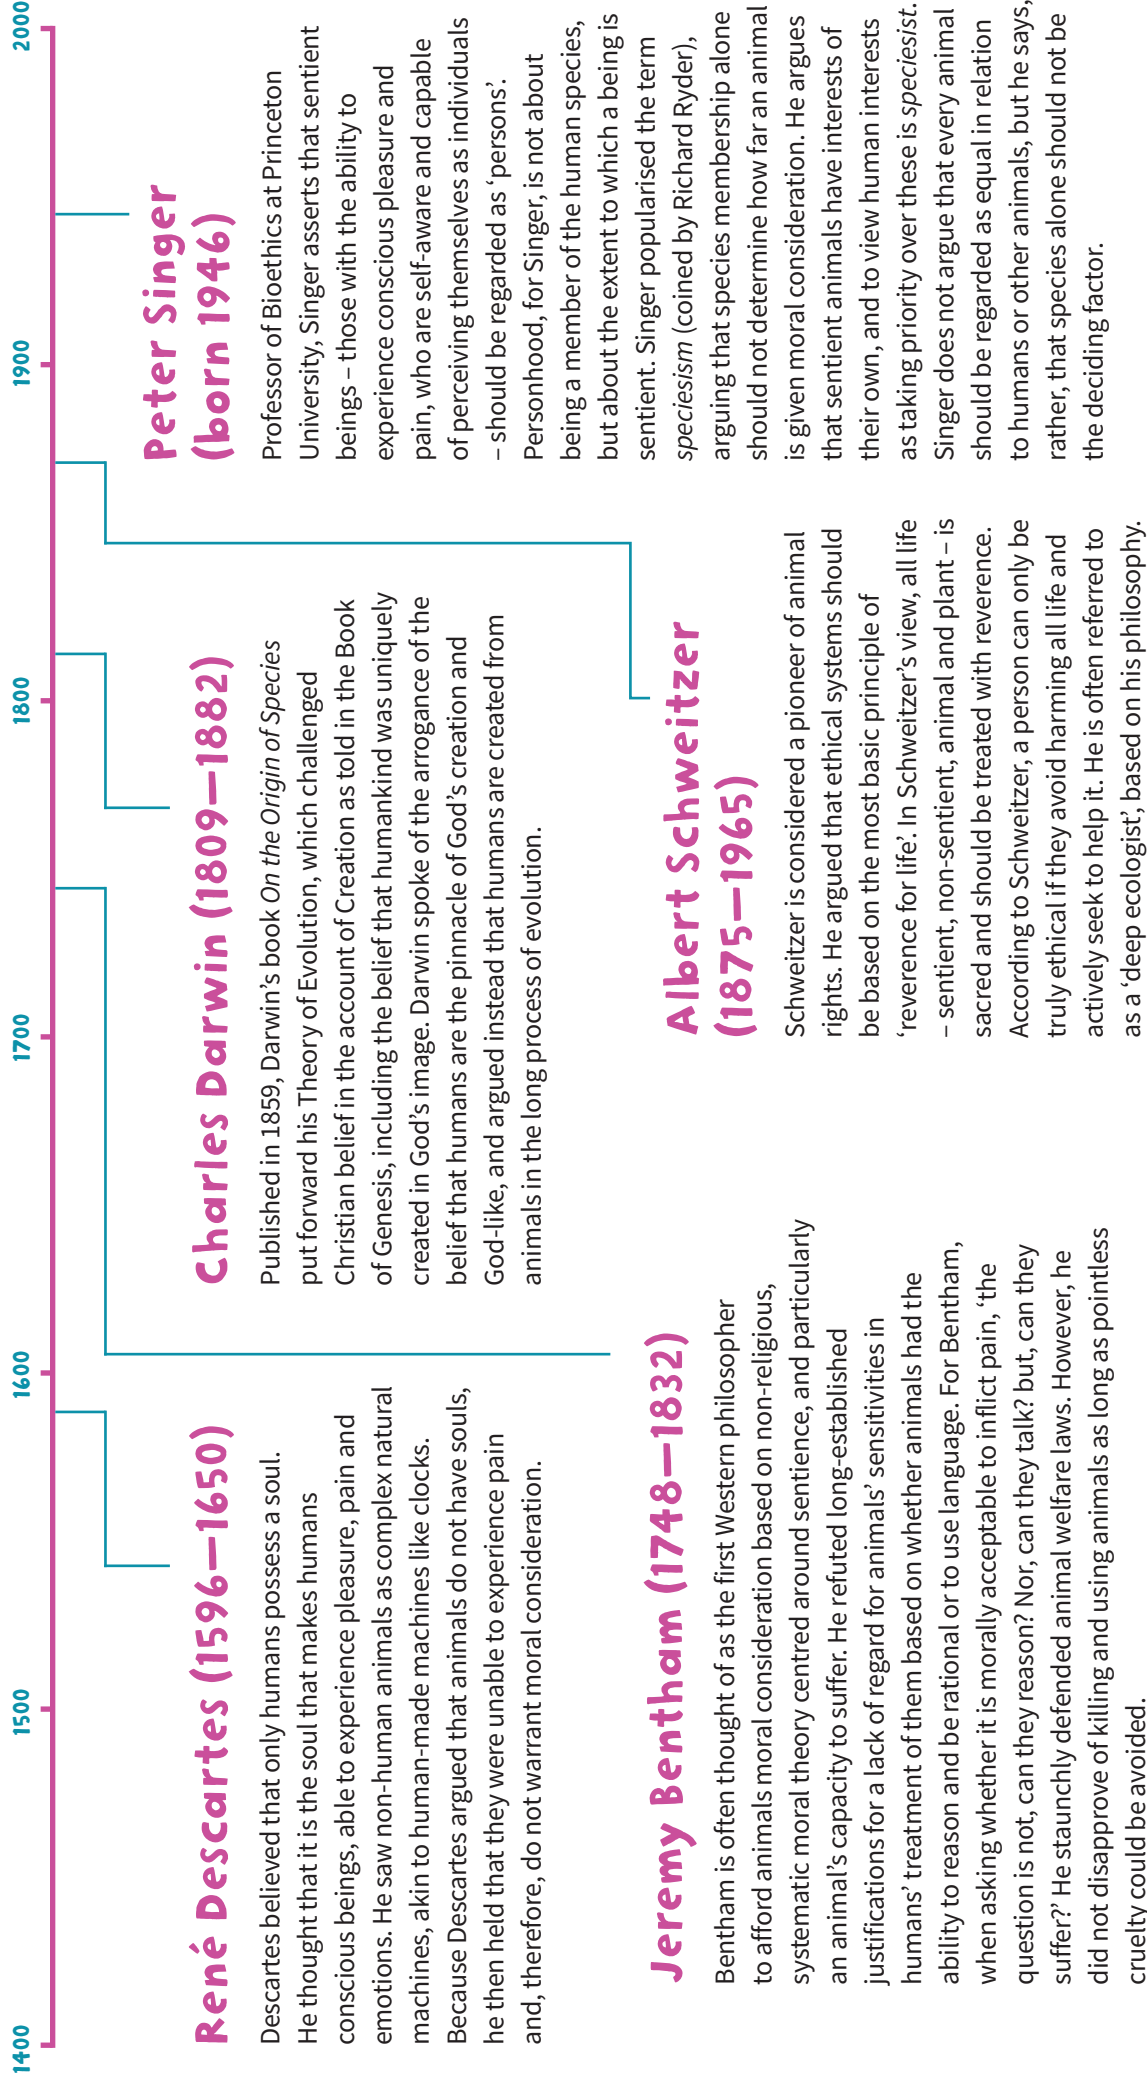 1400 1500 1600 1700 1800 1900 2000
René Descartes (1596—1650)
Descartes believed that only humans possess a soul.
He thought that it is the soul that makes humans
conscious beings, able to experience pleasure, pain and
emotions. He saw non-human animals as complex natural
machines, akin to human-made machines like clocks.
Because Descartes argued that animals do not have souls,
he then held that they were unable to experience pain
and, therefore, do not warrant moral consideration.
Jeremy Bentham (1748—1832)
Bentham is often thought of as the first Western philosopher
to afford animals moral consideration based on non-religious,
systematic moral theory centred around sentience, and particularly
an animal’s capacity to suffer. He refuted long-established
justifications for a lack of regard for animals’ sensitivities in
humans’ treatment of them based on whether animals had the
ability to reason and be rational or to use language. For Bentham,
when asking whether it is morally acceptable to inflict pain, ‘the
question is not, can they reason? Nor, can they talk? but, can they
suffer?’ He staunchly defended animal welfare laws. However, he
did not disapprove of killing and using animals as long as pointless
cruelty could be avoided.
Charles Darwin (1809—1882)
Published in 1859, Darwin’s book On the Origin of Species
put forward his Theory of Evolution, which challenged
Christian belief in the account of Creation as told in the Book
of Genesis, including the belief that humankind was uniquely
created in God’s image. Darwin spoke of the arrogance of the
belief that humans are the pinnacle of God’s creation and
God-like, and argued instead that humans are created from
animals in the long process of evolution.
Albert Schweitzer
(1875—1965)
Schweitzer is considered a pioneer of animal
rights. He argued that ethical systems should
be based on the most basic principle of
‘reverence for life’. In Schweitzer’s view, all life
– sentient, non-sentient, animal and plant – is
sacred and should be treated with reverence.
According to Schweitzer, a person can only be
truly ethical if they avoid harming all life and
actively seek to help it. He is often referred to
as a ‘deep ecologist’, based on his philosophy.
Peter Singer
(born 1946)
Professor of Bioethics at Princeton
University, Singer asserts that sentient
beings – those with the ability to
experience conscious pleasure and
pain, who are self-aware and capable
of perceiving themselves as individuals
– should be regarded as ‘persons’.
Personhood, for Singer, is not about
being a member of the human species,
but about the extent to which a being is
sentient. Singer popularised the term
speciesism (coined by Richard Ryder),
arguing that species membership alone
should not determine how far an animal
is given moral consideration. He argues
that sentient animals have interests of
their own, and to view human interests
as taking priority over these is speciesist.
Singer does not argue that every animal
should be regarded as equal in relation
to humans or other animals, but he says,
rather, that species alone should not be
the deciding factor.